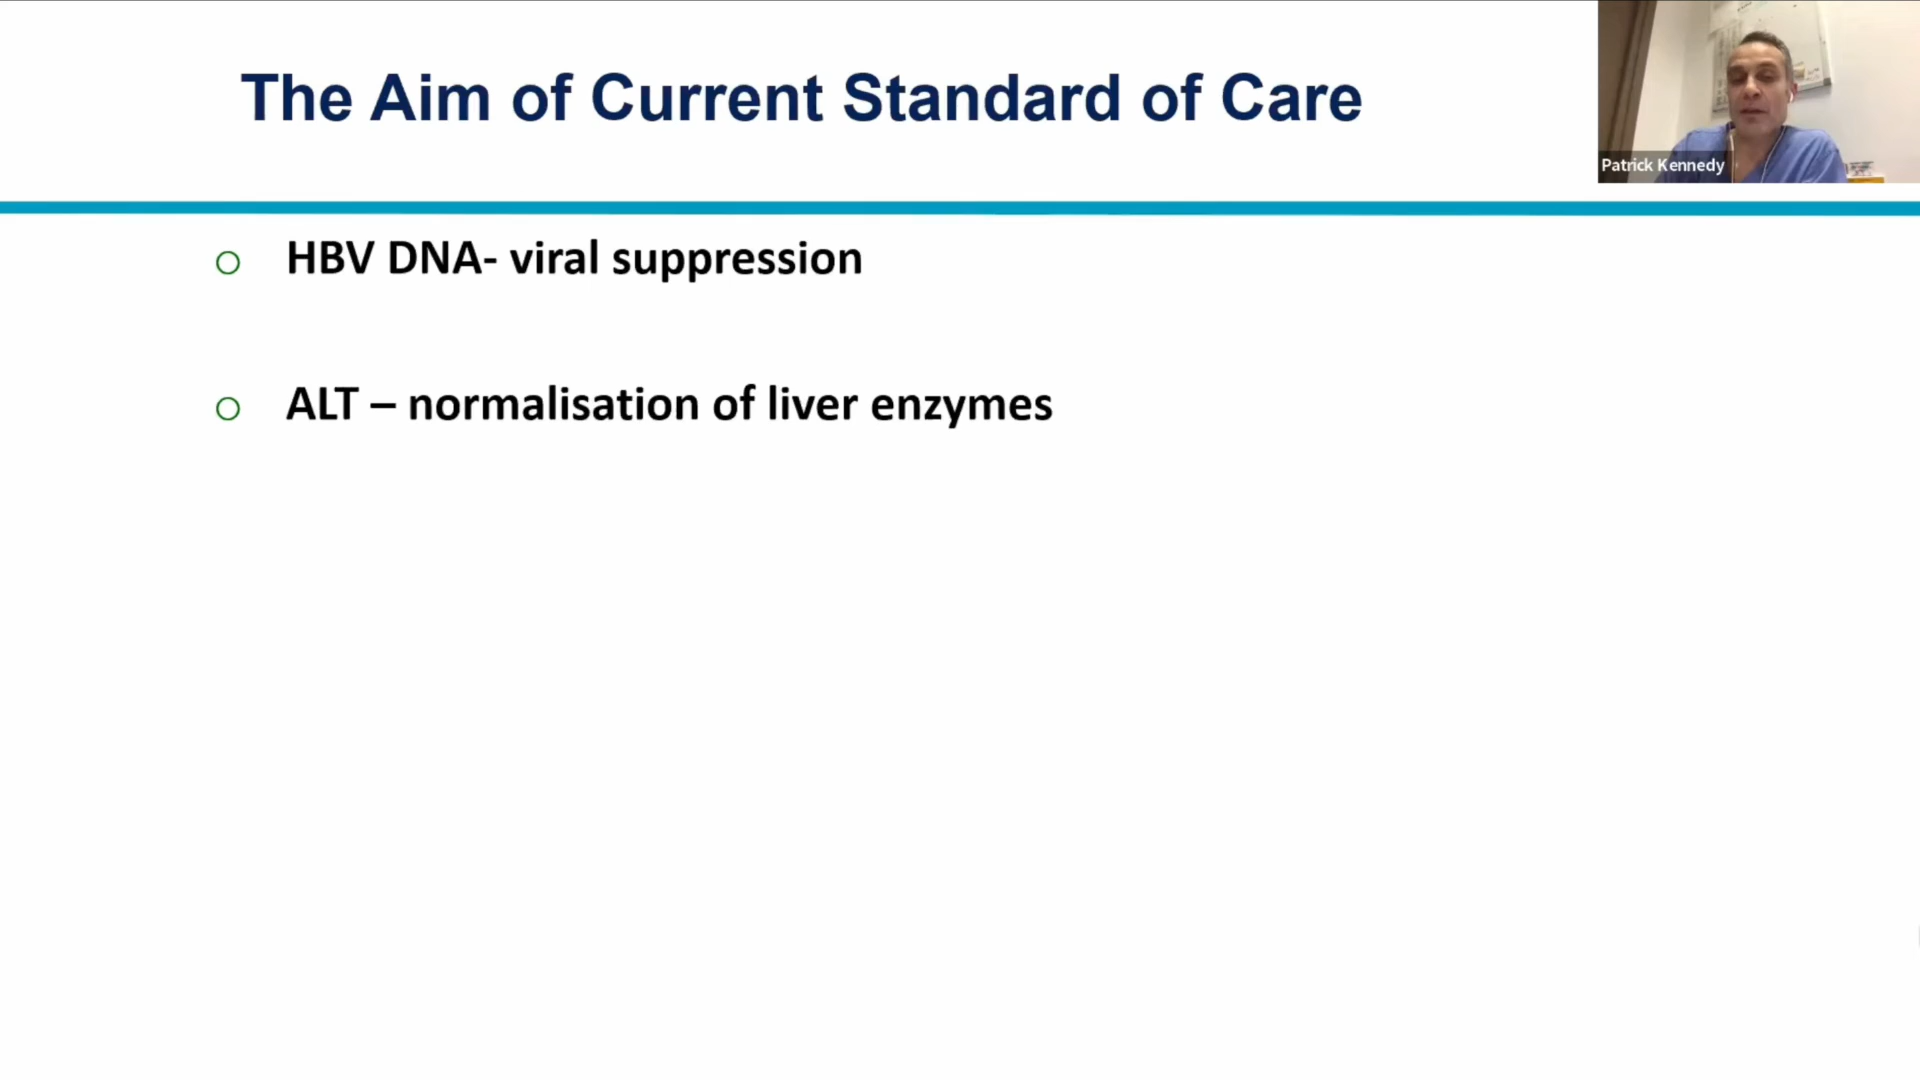 The Aim of Current Standard of Care
Patrick Kennedy
HBV DNA- viral suppression
ALT – normalisation of liver enzymes